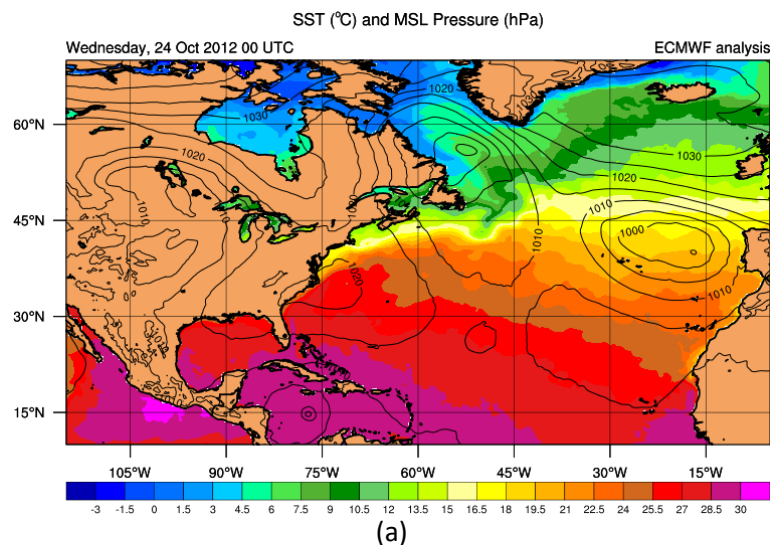 SST (°C) and MSL Pressure (hPa)
Wednesday, 24 Oct 2012 00 UTC ECMWF analysis
1020
1030
1030
60°N
1020
1030
1020
45°N
1010
1010
1010
1000
1010
1020
1010
30°N
1010
1010
15°N
105°W 90°W 75°W 60°W 45°W 30°W 15°W
-3 -1.5 0 1.5 3 4.5 6 7.5 9 10.5 12 13.5 15 16.5 18 19.5 21 22.5 24 25.5 27 28.5 30
(a)